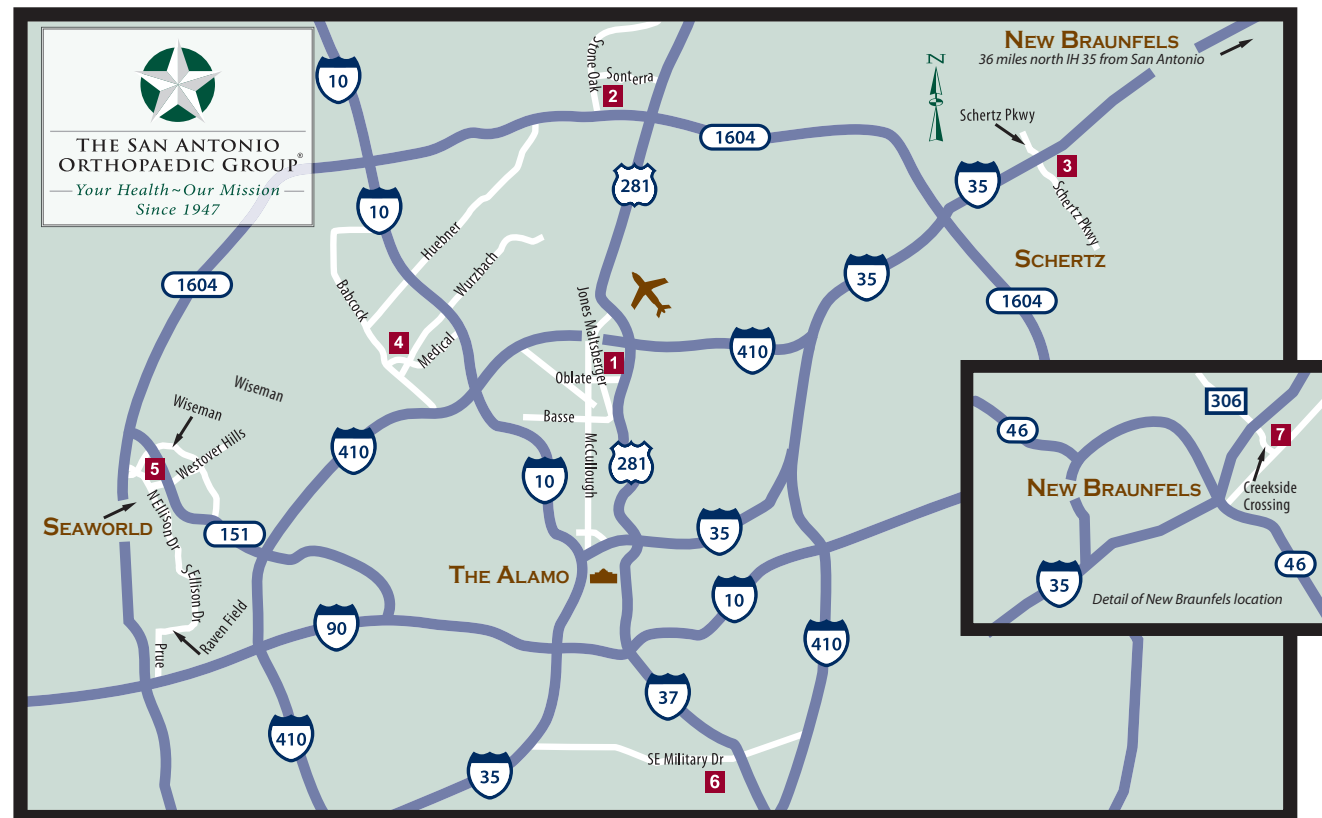 THE SAN ANTONIO
ORTHOPAEDIC GROUP®
Your Health~Our Mission
Since 1947
NEW BRAUNFELS
36 miles north IH 35 from San Antonio
N
10
Stone Oak
Sonterra
2
1604
Schertz Pkwy
3
281
35
10
Schertz Pkwy
Huebner
Wurzbach
SCHERTZ
1604
35
1604
Babcock
Jones Maltsberger
4
Medical
410
1
Oblate
Basse
Wiseman
Wiseman
Westover Hills
5
410
McCullough
281
10
N Ellison Dr
SEAWORLD
151
35
S Ellison Dr
THE ALAMO
10
90
Raven Field
Prue
410
37
410
SE Military Dr
35
6
306
46
7
NEW BRAUNFELS
Creekside
Crossing
46
35
Detail of New Braunfels location